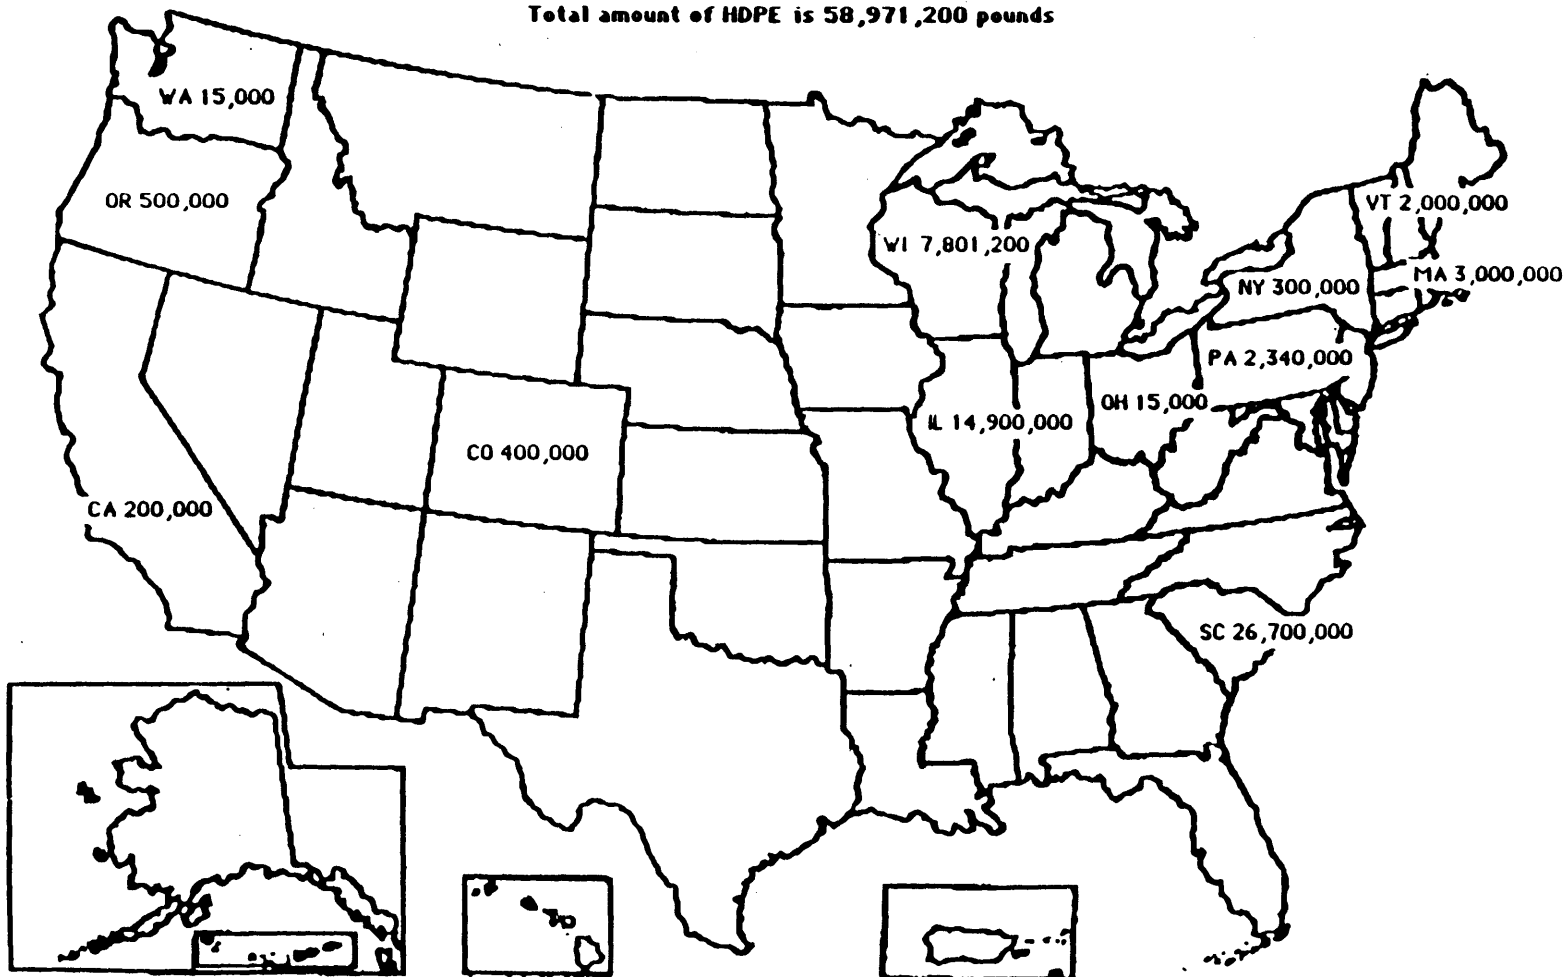 Total amount of HDPE is 58,971,200 pounds
WA 15,000
OR 500,000
VT 2,000,000
WI 7,801,200
MA 3,000,000
NY 300,000
PA 2,340,000
OH 15,000
IL 14,900,000
CO 400,000
CA 200,000
SC 26,700,000